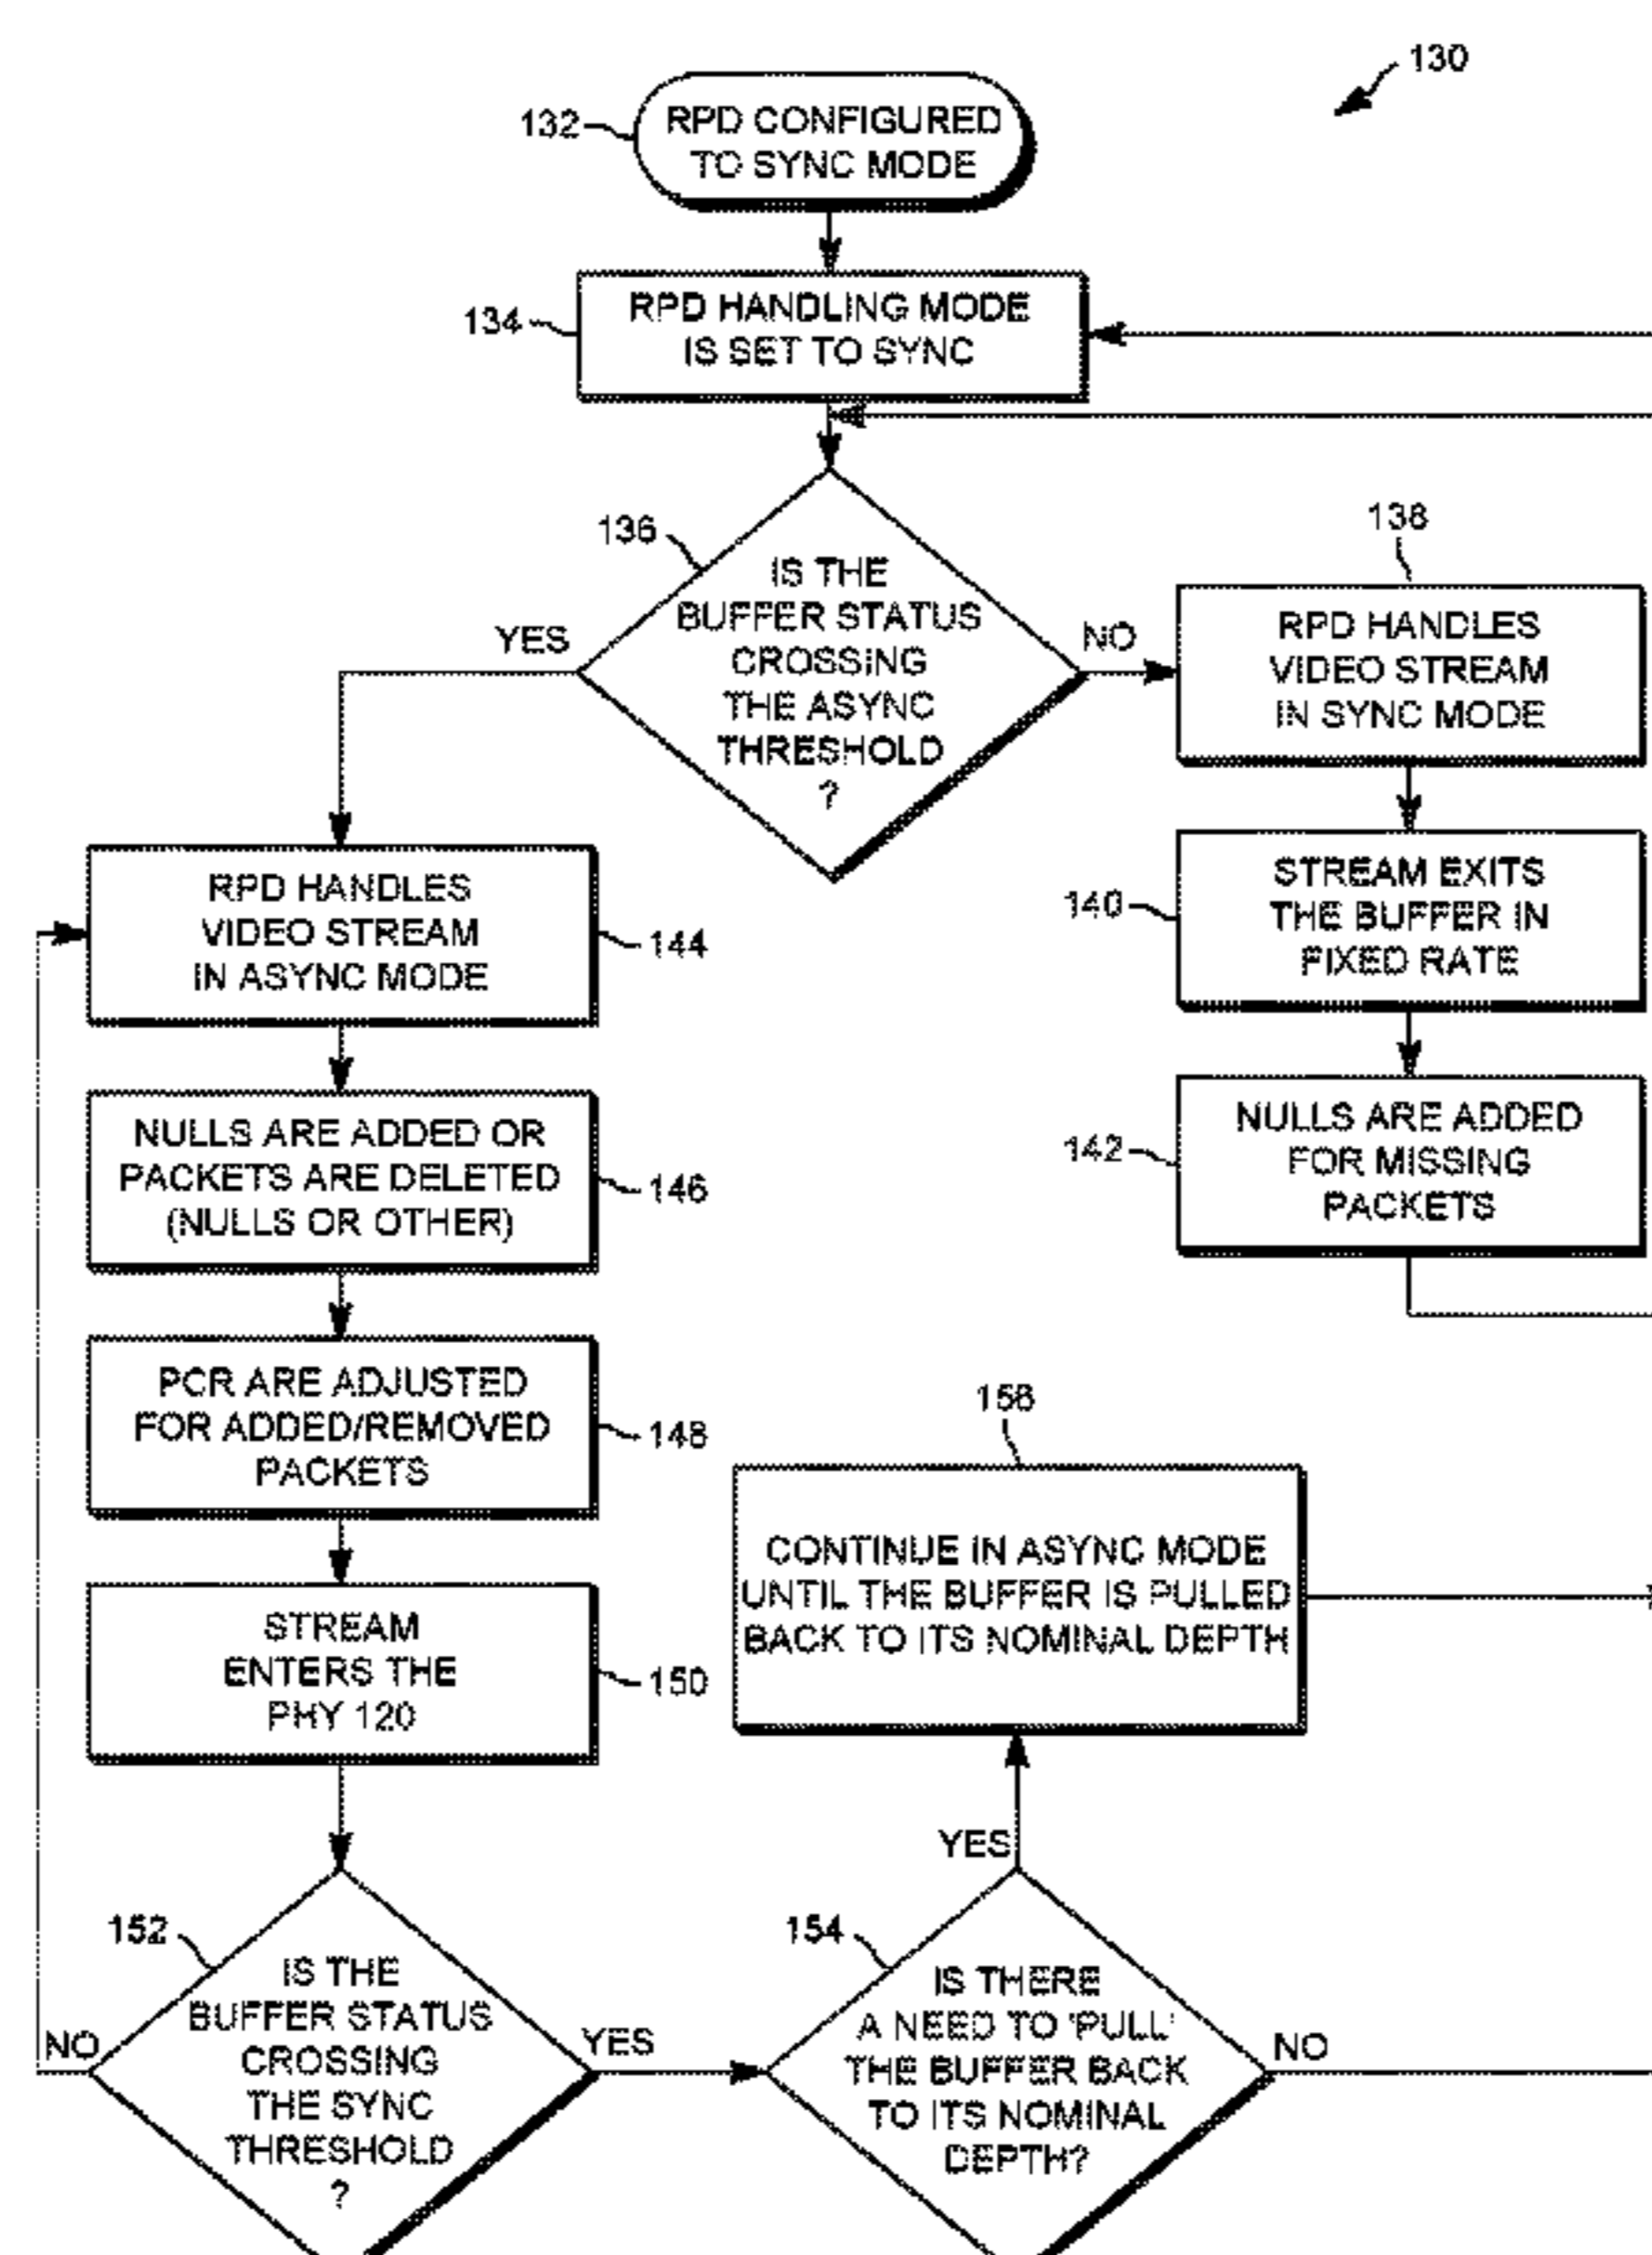 130
132
RPD CONFIGURED
TO SYNC MODE
134
RPD HANDLING MODE
IS SET TO SYNC
136
IS THE
BUFFER STATUS
CROSSING
THE ASYNC
THRESHOLD
?
YES
NO
138
RPD HANDLES
VIDEO STREAM
IN SYNC MODE
140
STREAM EXITS
THE BUFFER IN
FIXED RATE
142
NULLS ARE ADDED
FOR MISSING
PACKETS
RPD HANDLES
VIDEO STREAM
IN ASYNC MODE
144
NULLS ARE ADDED OR
PACKETS ARE DELETED
(NULLS OR OTHER)
146
PCR ARE ADJUSTED
FOR ADDED/REMOVED
PACKETS
148
STREAM
ENTERS THE
PHY 120
150
152
IS THE
BUFFER STATUS
CROSSING
THE SYNC
THRESHOLD
?
NO
YES
154
IS THERE
A NEED TO 'PULL'
THE BUFFER BACK
TO ITS NOMINAL
DEPTH?
YES
NO
156
CONTINUE IN ASYNC MODE
UNTIL THE BUFFER IS PULLED
BACK TO ITS NOMINAL DEPTH